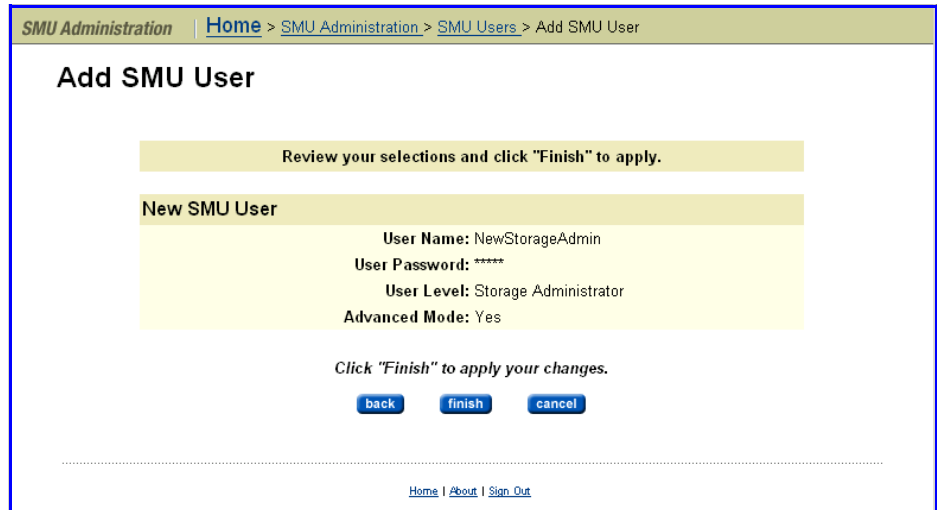 SMU Administration | Home > SMU Administration > SMU Users > Add SMU User
Add SMU User
Review your selections and click "Finish" to apply.
New SMU User
User Name: NewStorageAdmin
User Password: *****
User Level: Storage Administrator
Advanced Mode: Yes
Click "Finish" to apply your changes.
back finish cancel
Home | About | Sign Out